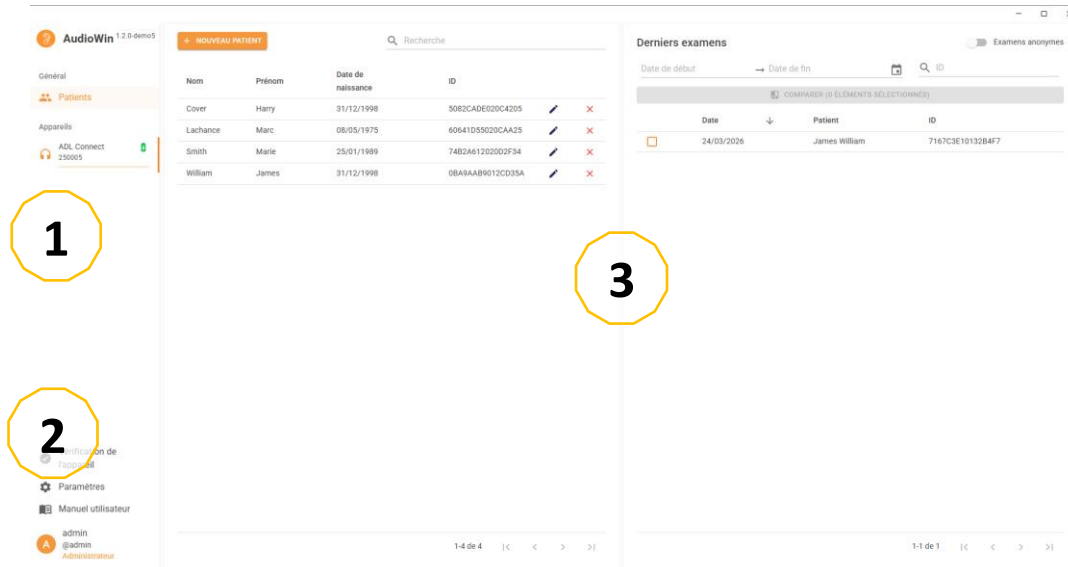 AudioWin 1.2.0-demo5
Général
Patients
Appareils
ADL Connect
250005
1
2
Vérification de
l'appareil
Paramètres
Manuel utilisateur
A
admin
@admin
Administrateur
+ NOUVEAU PATIENT
Recherche
Nom Prénom Date de naissance ID
Cover Harry 31/12/1998 5082CADE020C4205
Lachance Marc 08/05/1975 60641D55020CAA25
Smith Marie 25/01/1989 74B2A612020D2F34
William James 31/12/1998 0BA9AAB9012CD35A
1-4 de 4
3
Derniers examens
Examens anonymes
Date de début → Date de fin
ID
COMPARER (0 ÉLÉMENTS SÉLECTIONNÉS)
Date Patient ID
24/03/2026 James William 7167C3E10132B4F7
1-1 de 1